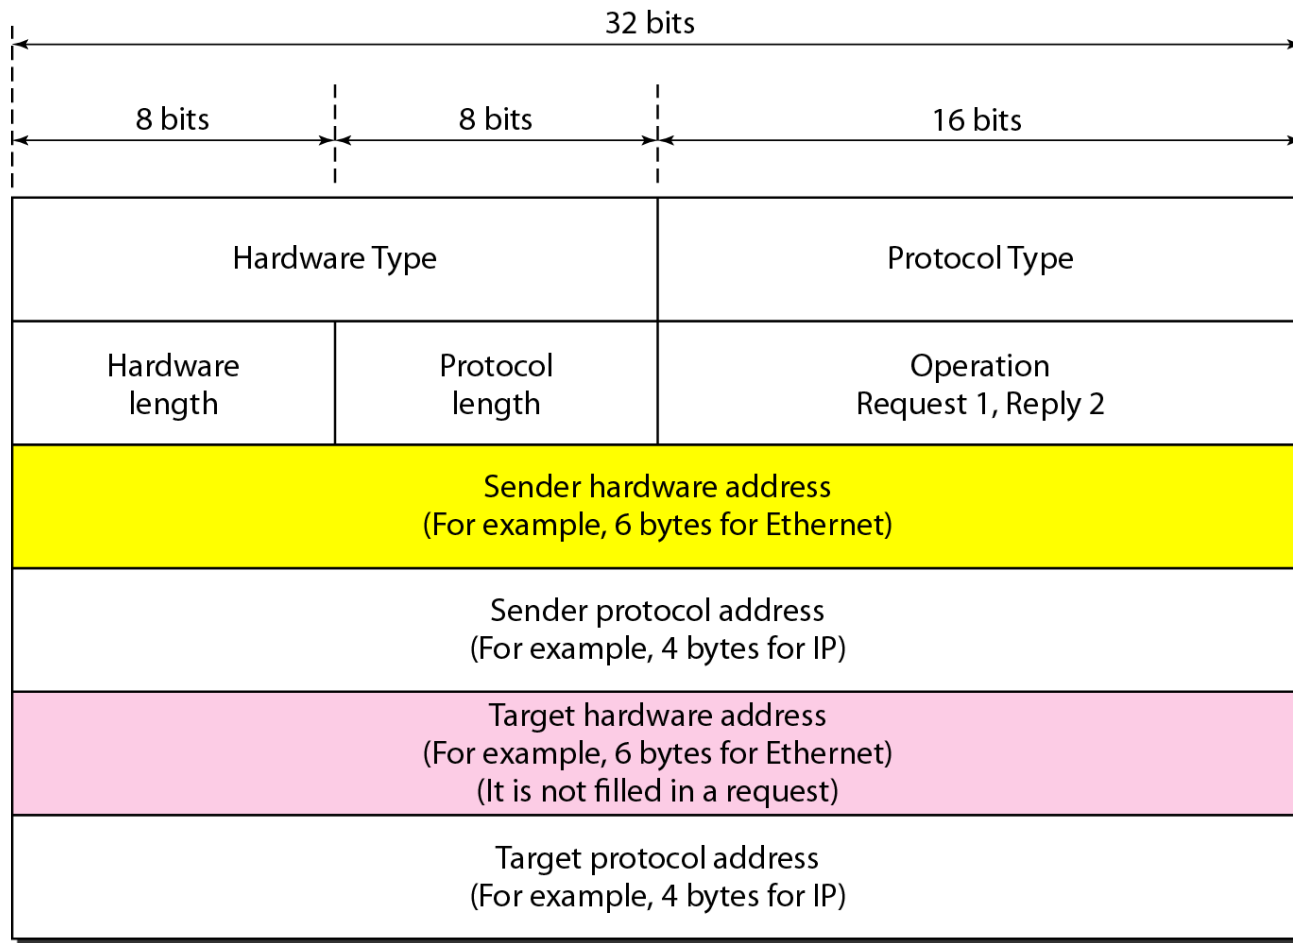 32 bits
8 bits
8 bits
16 bits
Hardware Type
Protocol Type
Hardware
length
Protocol
length
Operation
Request 1, Reply 2
Sender hardware address
(For example, 6 bytes for Ethernet)
Sender protocol address
(For example, 4 bytes for IP)
Target hardware address
(For example, 6 bytes for Ethernet)
(It is not filled in a request)
Target protocol address
(For example, 4 bytes for IP)